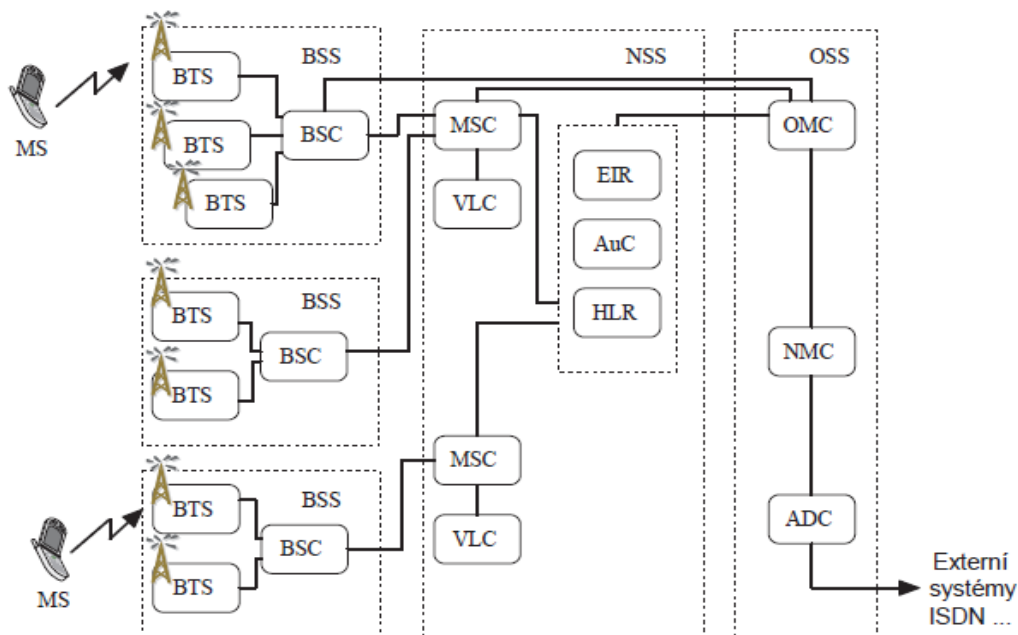 BSS
NSS
OSS
BTS
BTS
BTS
BSC
MS
MSC
VLC
OMC
EIR
AuC
HLR
BSS
BTS
BTS
BSC
NMC
MSC
VLC
BSS
BTS
BTS
BSC
MS
ADC
Externí
systémy
ISDN ...